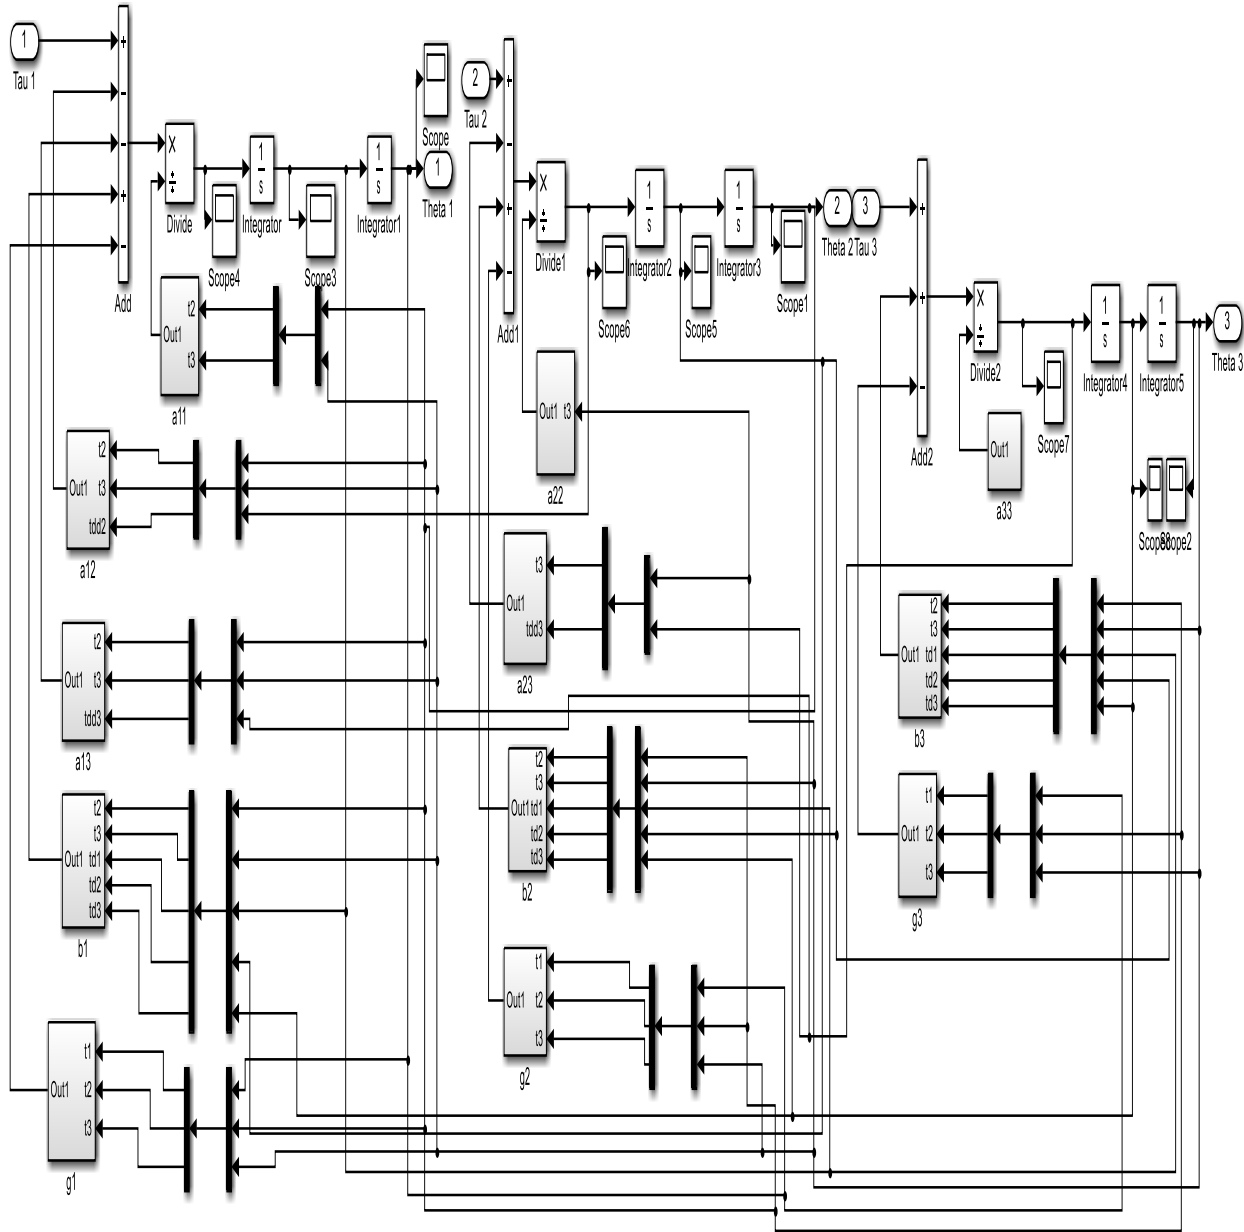 1
Tau 1
+
-
-
+
-
Add
×
÷
Divide
1
s
Integrator
1
s
Integrator1
Scope
1
Theta 1
Scope4
Scope3
2
Tau 2
+
-
+
-
Add1
×
÷
Divide1
1
s
Integrator2
1
s
Integrator3
Scope6
Scope5
Scope1
2
Theta 2
3
Tau 3
+
+
-
Add2
×
÷
Divide2
1
s
Integrator4
1
s
Integrator5
3
Theta 3
Scope7
Scope2
Out1
t2
t3
a11
Out1
t2
t3
tdd2
a12
Out1
t2
t3
tdd3
a13
Out1
t2
t3
td1
td2
td3
b1
Out1
t1
t2
t3
g1
Out1 t3
a22
Out1
t3
tdd3
a23
Out1
t2
t3
td1
td2
td3
b2
Out1
t1
t2
t3
g2
Out1
a33
Out1
t2
t3
td1
td2
td3
b3
Out1
t1
t2
t3
g3